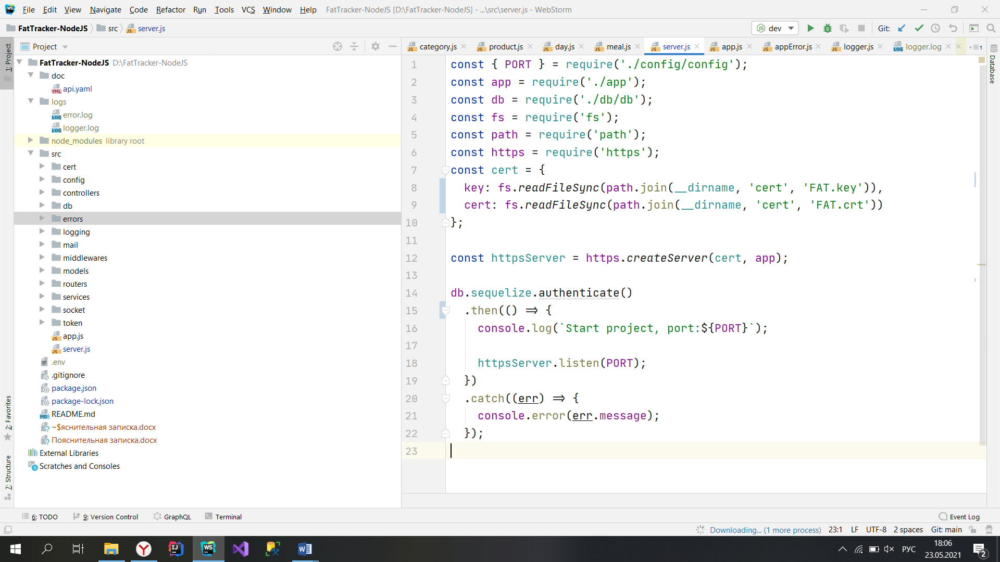 File Edit View Navigate Code Refactor Run Tools VCS Window Help FatTracker-NodeJS [D:\FatTracker-NodeJS] - ...\src\server.js - WebStorm
FatTracker-NodeJS src server.js
dev
Git:
1: Project
Project
FatTracker-NodeJS D:\FatTracker-NodeJS
doc
api.yaml
logs
error.log
logger.log
node_modules library root
src
cert
config
controllers
db
errors
logging
mail
middlewares
models
routers
services
socket
token
app.js
server.js
.env
.gitignore
package.json
package-lock.json
README.md
~$яснительная записка.docx
Пояснительная записка.docx
External Libraries
Scratches and Consoles
2: Favorites
7: Structure
category.js product.js day.js meal.js server.js app.js appError.js logger.js logger.log
1
Database
1 const { PORT } = require('./config/config');
2 const app = require('./app');
3 const db = require('./db/db');
4 const fs = require('fs');
5 const path = require('path');
6 const https = require('https');
7 const cert = {
8 key: fs.readFileSync(path.join(__dirname, 'cert', 'FAT.key')),
9 cert: fs.readFileSync(path.join(__dirname, 'cert', 'FAT.crt'))
10 };
11
12 const httpsServer = https.createServer(cert, app);
13
14 db.sequelize.authenticate()
15 .then(() => {
16 console.log(`Start project, port:${PORT}`);
17
18 httpsServer.listen(PORT);
19 })
20 .catch((err) => {
21 console.error(err.message);
22 });
23
6: TODO 9: Version Control GraphQL Terminal Event Log
Downloading... (1 more process) 23:1 LF UTF-8 2 spaces Git: main
РУС
18:06
23.05.2021
2